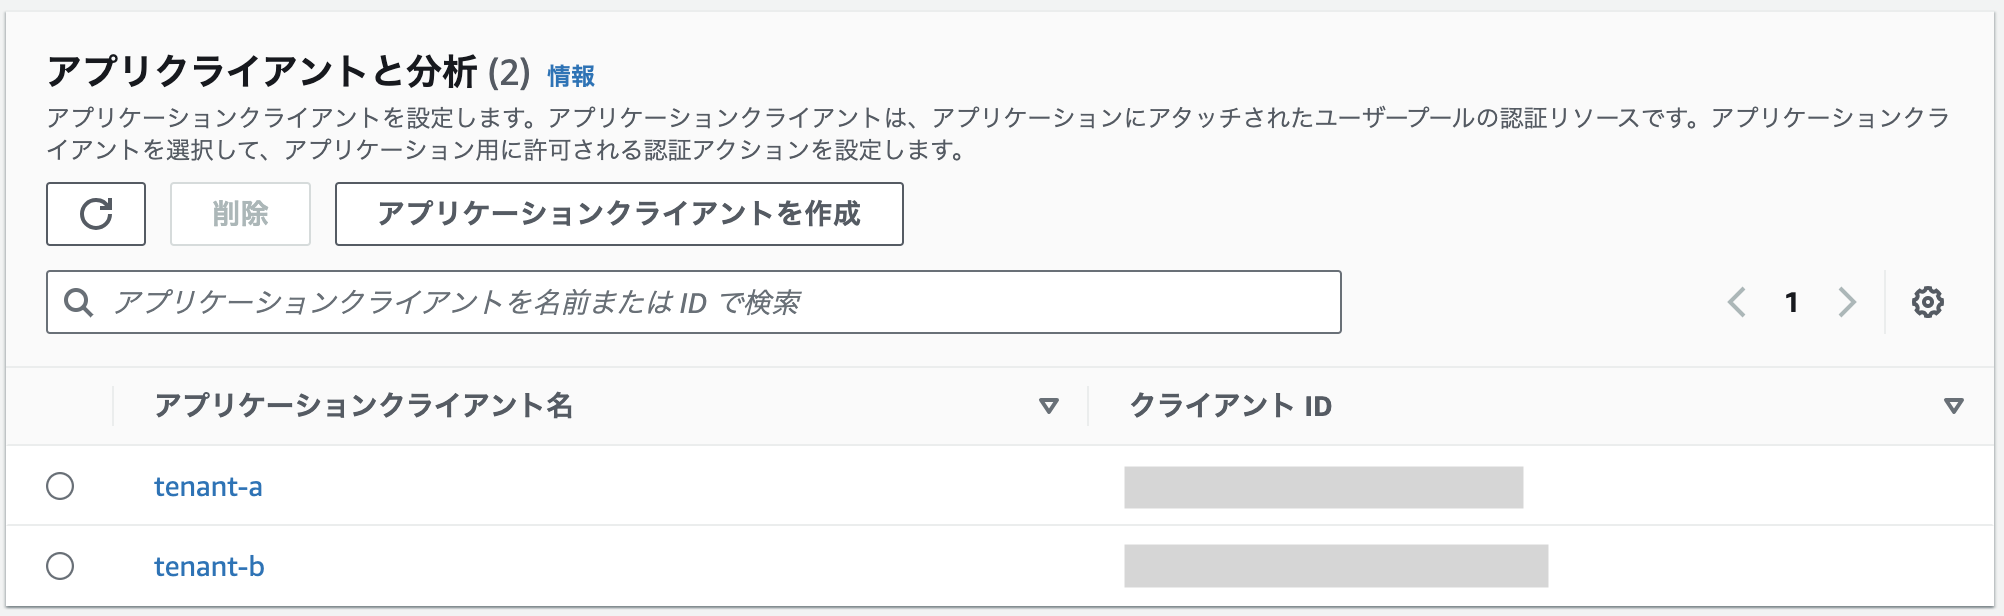 アプリクライアントと分析 (2) 情報
アプリケーションクライアントを設定します。アプリケーションクライアントは、アプリケーションにアタッチされたユーザープールの認証リソースです。アプリケーションクラ
イアントを選択して、アプリケーション用に許可される認証アクションを設定します。
削除 アプリケーションクライアントを作成
アプリケーションクライアントを名前または ID で検索 1
アプリケーションクライアント名 クライアント ID
tenant-a
tenant-b